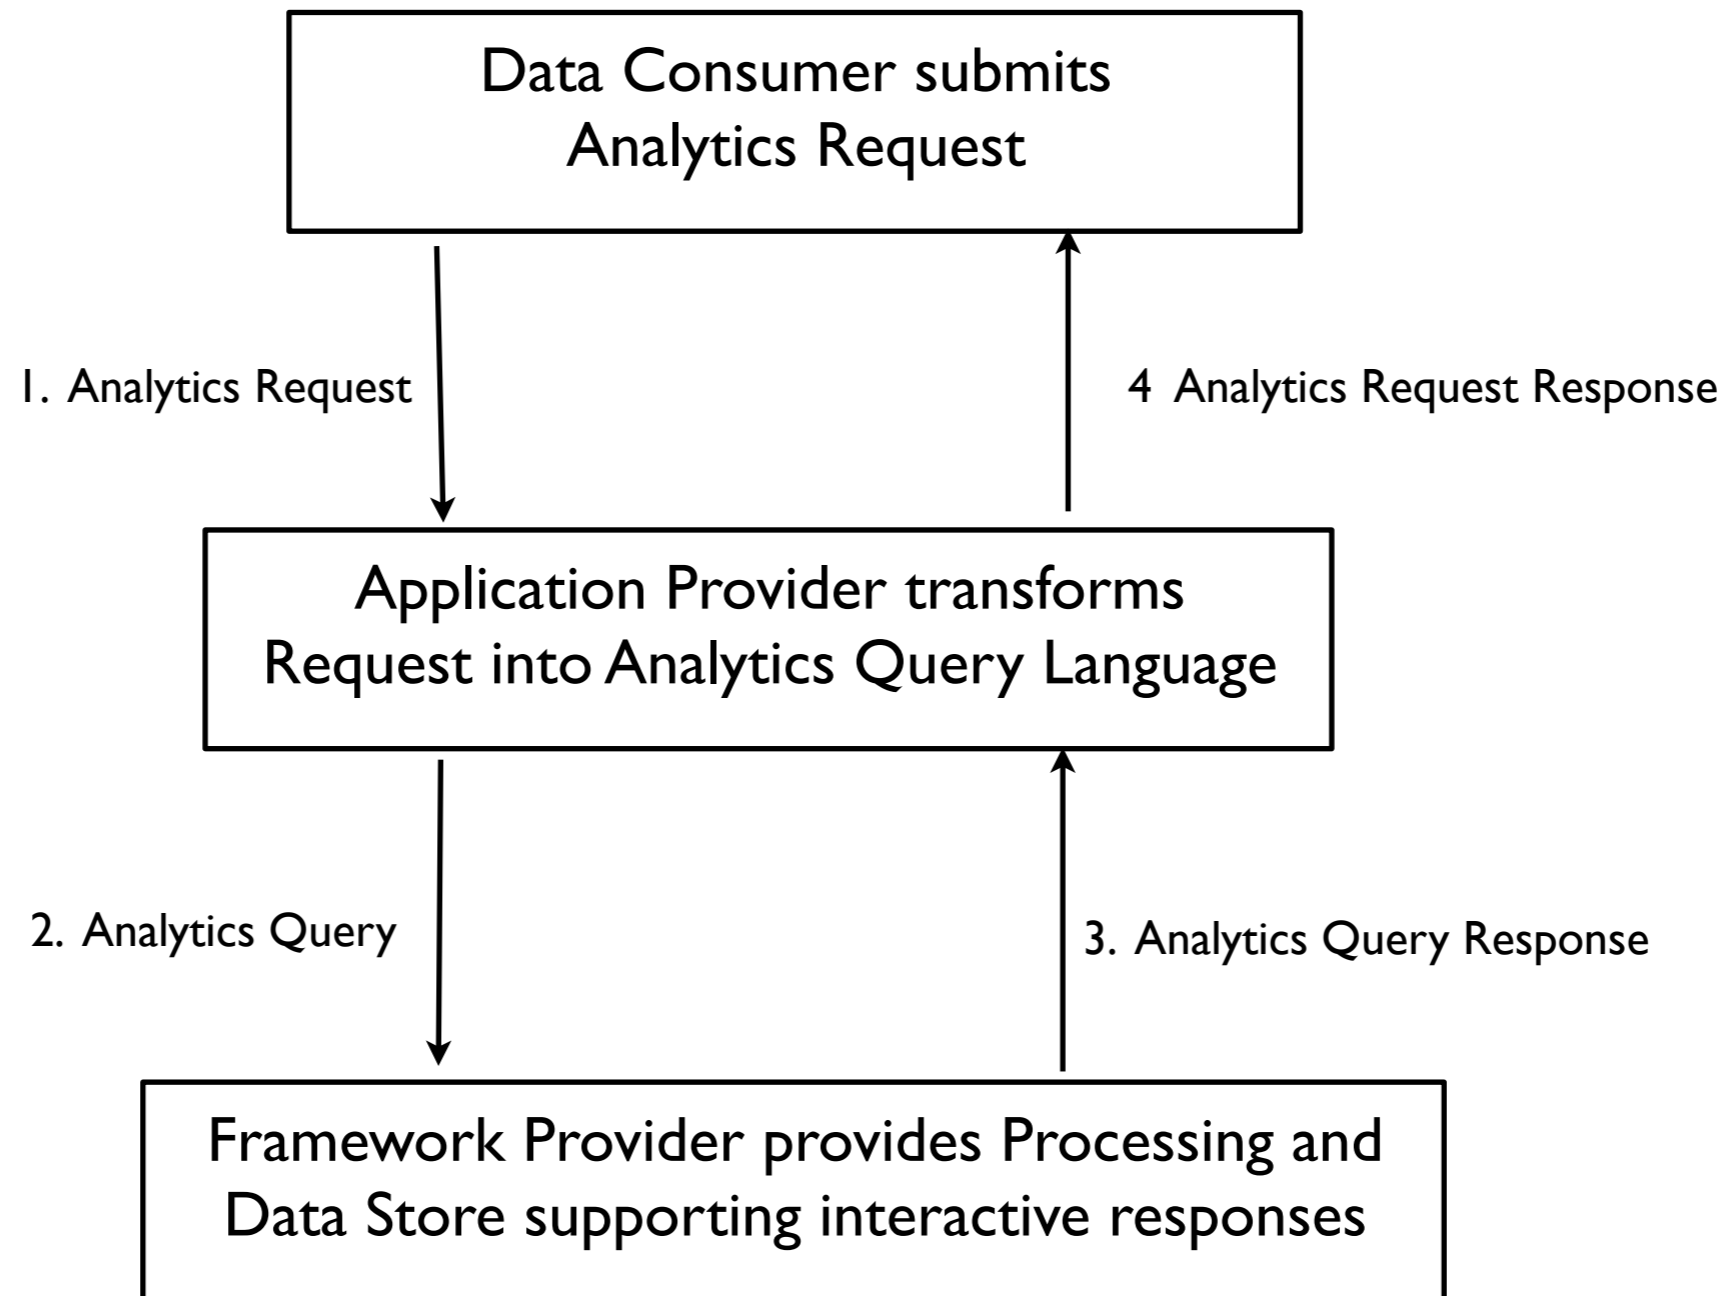 Data Consumer submits
Analytics Request
1. Analytics Request
4 Analytics Request Response
Application Provider transforms
Request into Analytics Query Language
2. Analytics Query
3. Analytics Query Response
Framework Provider provides Processing and
Data Store supporting interactive responses